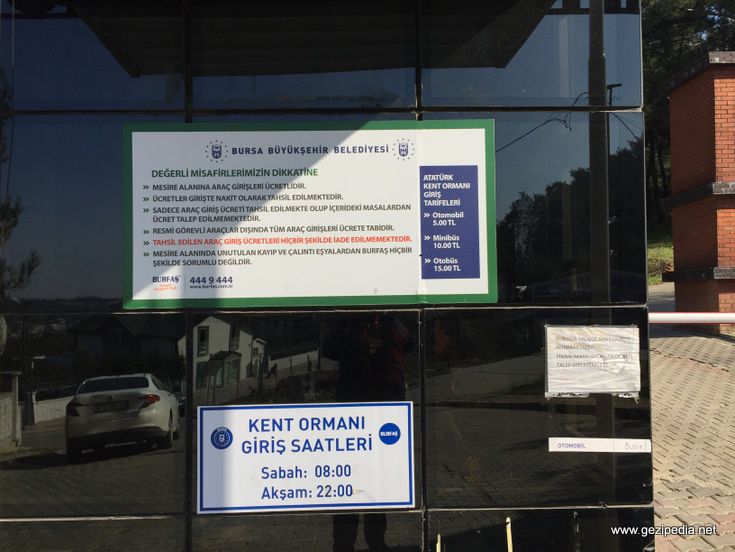 BURSA BÜYÜKŞEHİR BELEDİYESİ
DEĞERLİ MİSAFİRLERİMİZİN DİKKATİNE
» MESİRE ALANINA ARAÇ GİRİŞLERİ ÜCRETLİDİR.
» ÜCRETLER GİRİŞTE NAKİT OLARAK TAHSİL EDİLMEKTEDİR.
» SADECE ARAÇ GİRİŞ ÜCRETİ TAHSİL EDİLMEKTE OLUP İÇERİDEKİ MASALARDAN
ÜCRET TALEP EDİLMEMEKTEDİR.
» RESMİ GÖREVLİ ARAÇLAR DIŞINDA TÜM ARAÇ GİRİŞLERİ ÜCRETE TABİDİR.
» TAHSİL EDİLEN ARAÇ GİRİŞ ÜCRETLERİ HİÇBİR ŞEKİLDE İADE EDİLMEMEKTEDİR.
» MESİRE ALANINDA UNUTULAN KAYIP VE ÇALINTI EŞYALARDAN BURFAŞ HİÇBİR
ŞEKİLDE SORUMLU DEĞİLDİR.
BURFAŞ 444 9 444
www.burfas.com.tr
ATATÜRK
KENT ORMANI
GİRİŞ
TARİFELERİ
» Otomobil
5.00 TL
» Minibüs
10.00 TL
» Otobüs
15.00 TL
KENT ORMANI
GİRİŞ SAATLERİ
BURFAŞ
Sabah: 08:00
Akşam: 22:00
TALEP EDİLMEMEKTEDİR
OTOMOBİL 5,00
www.gezipedia.net